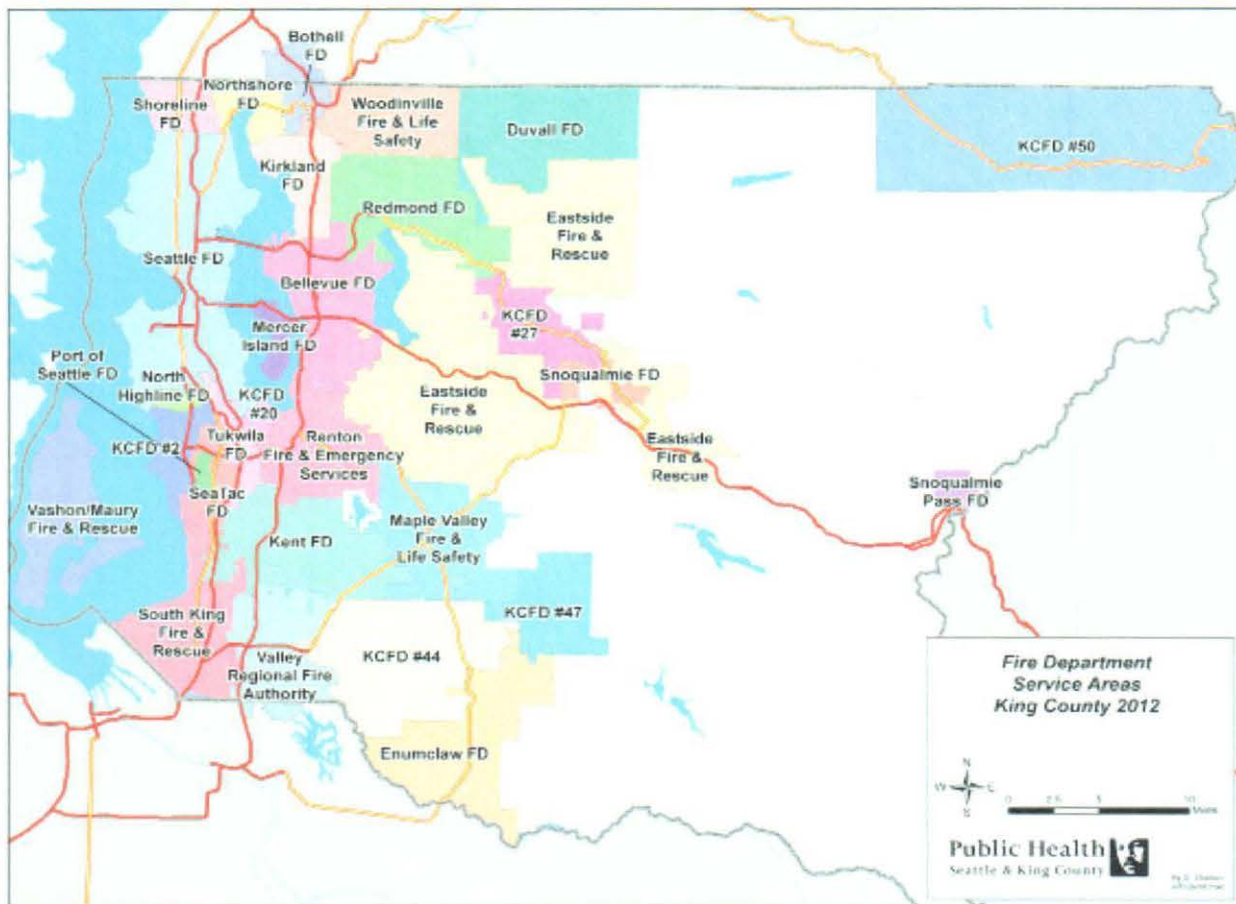 Bothell
FD
Northshore
FD
Shoreline
FD
Woodinville
Fire & Life
Safety
Duvall FD
KCFD #50
Kirkland
FD
Redmond FD
Eastside
Fire &
Rescue
Seattle FD
Bellevue FD
KCFD
#27
Mercer
Island FD
Port of
Seattle FD
North
Highline FD
KCFD
#20
Snoqualmie FD
Eastside
Fire &
Rescue
Tukwila
FD
KCFD #2
Renton
Fire & Emergency
Services
Eastside
Fire &
Rescue
SeaTac
FD
Snoqualmie
Pass FD
Vashon/Maury
Fire & Rescue
Maple Valley
Fire &
Life Safety
Kent FD
KCFD #47
South King
Fire &
Rescue
KCFD #44
Valley
Regional Fire
Authority
Enumclaw FD
Fire Department
Service Areas
King County 2012
N
W E
S
0 2.5 10
Miles
Public Health
Seattle & King County